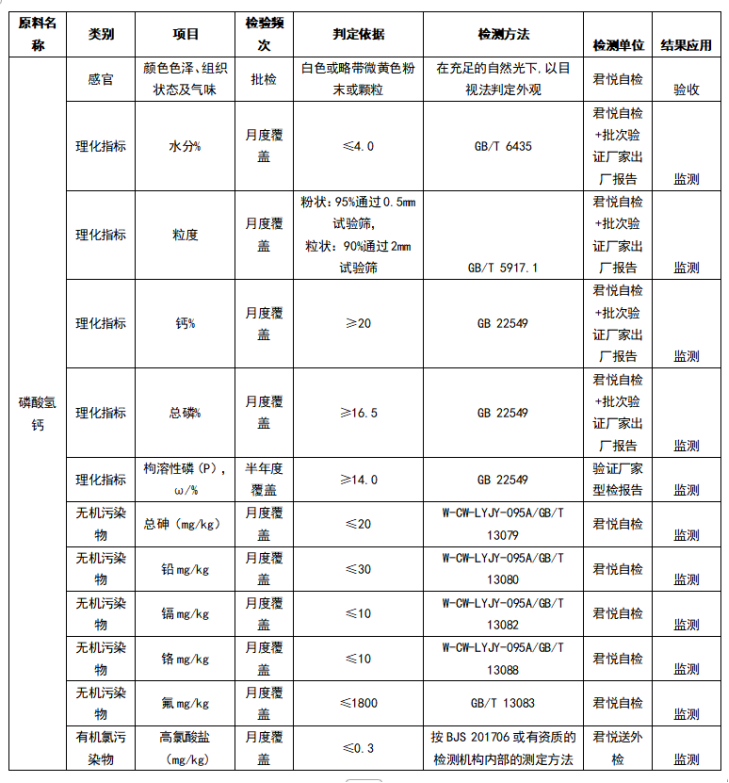 原料名称 类别 项目 检验频次 判定依据 检测方法 检测单位 结果应用
磷酸氢钙
感官 颜色色泽、组织状态及气味 批检 白色或略带微黄色粉末或颗粒 在充足的自然光下,以目视法判定外观 君悦自检 验收
理化指标 水分% 月度覆盖 ≤4.0 GB/T 6435 君悦自检+批次验证厂家出厂报告 监测
理化指标 粒度 月度覆盖 粉状:95%通过0.5mm试验筛,粒状:90%通过2mm试验筛 GB/T 5917.1 君悦自检+批次验证厂家出厂报告 监测
理化指标 钙% 月度覆盖 ≥20 GB 22549 君悦自检+批次验证厂家出厂报告 监测
理化指标 总磷% 月度覆盖 ≥16.5 GB 22549 君悦自检+批次验证厂家出厂报告 监测
理化指标 枸溶性磷(P),ω/% 半年度覆盖 ≥14.0 GB 22549 验证厂家型检报告 监测
无机污染物 总砷(mg/kg) 月度覆盖 ≤20 W-CW-LYJY-095A/GB/T 13079 君悦自检 监测
无机污染物 铅mg/kg 月度覆盖 ≤30 W-CW-LYJY-095A/GB/T 13080 君悦自检 监测
无机污染物 镉mg/kg 月度覆盖 ≤10 W-CW-LYJY-095A/GB/T 13082 君悦自检 监测
无机污染物 铬mg/kg 月度覆盖 ≤10 W-CW-LYJY-095A/GB/T 13088 君悦自检 监测
无机污染物 氟mg/kg 月度覆盖 ≤1800 GB/T 13083 君悦自检 监测
有机氯污染物 高氯酸盐(mg/kg) 月度覆盖 ≤0.3 按BJS 201706或有资质的检测机构内部的测定方法 君悦送外检 监测